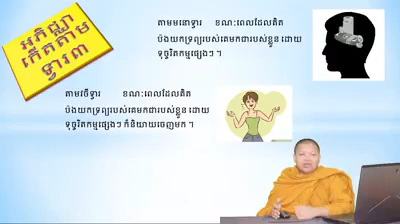 អភិជ្ឈា
កើតតាម
ទ្វារ៣
តាមមនោទ្វារ ខណៈពេលដែលគិត
ប៉ងយកទ្រព្យរបស់គេមកជារបស់ខ្លួន ដោយ
ទុច្ចរិតកម្មផ្សេងៗ ។
តាមវចីទ្វារ ខណៈពេលដែលគិត
ប៉ងយកទ្រព្យរបស់គេមកជារបស់ខ្លួន ដោយ
ទុច្ចរិតកម្មផ្សេងៗ ក៏និយាយចេញមក ។